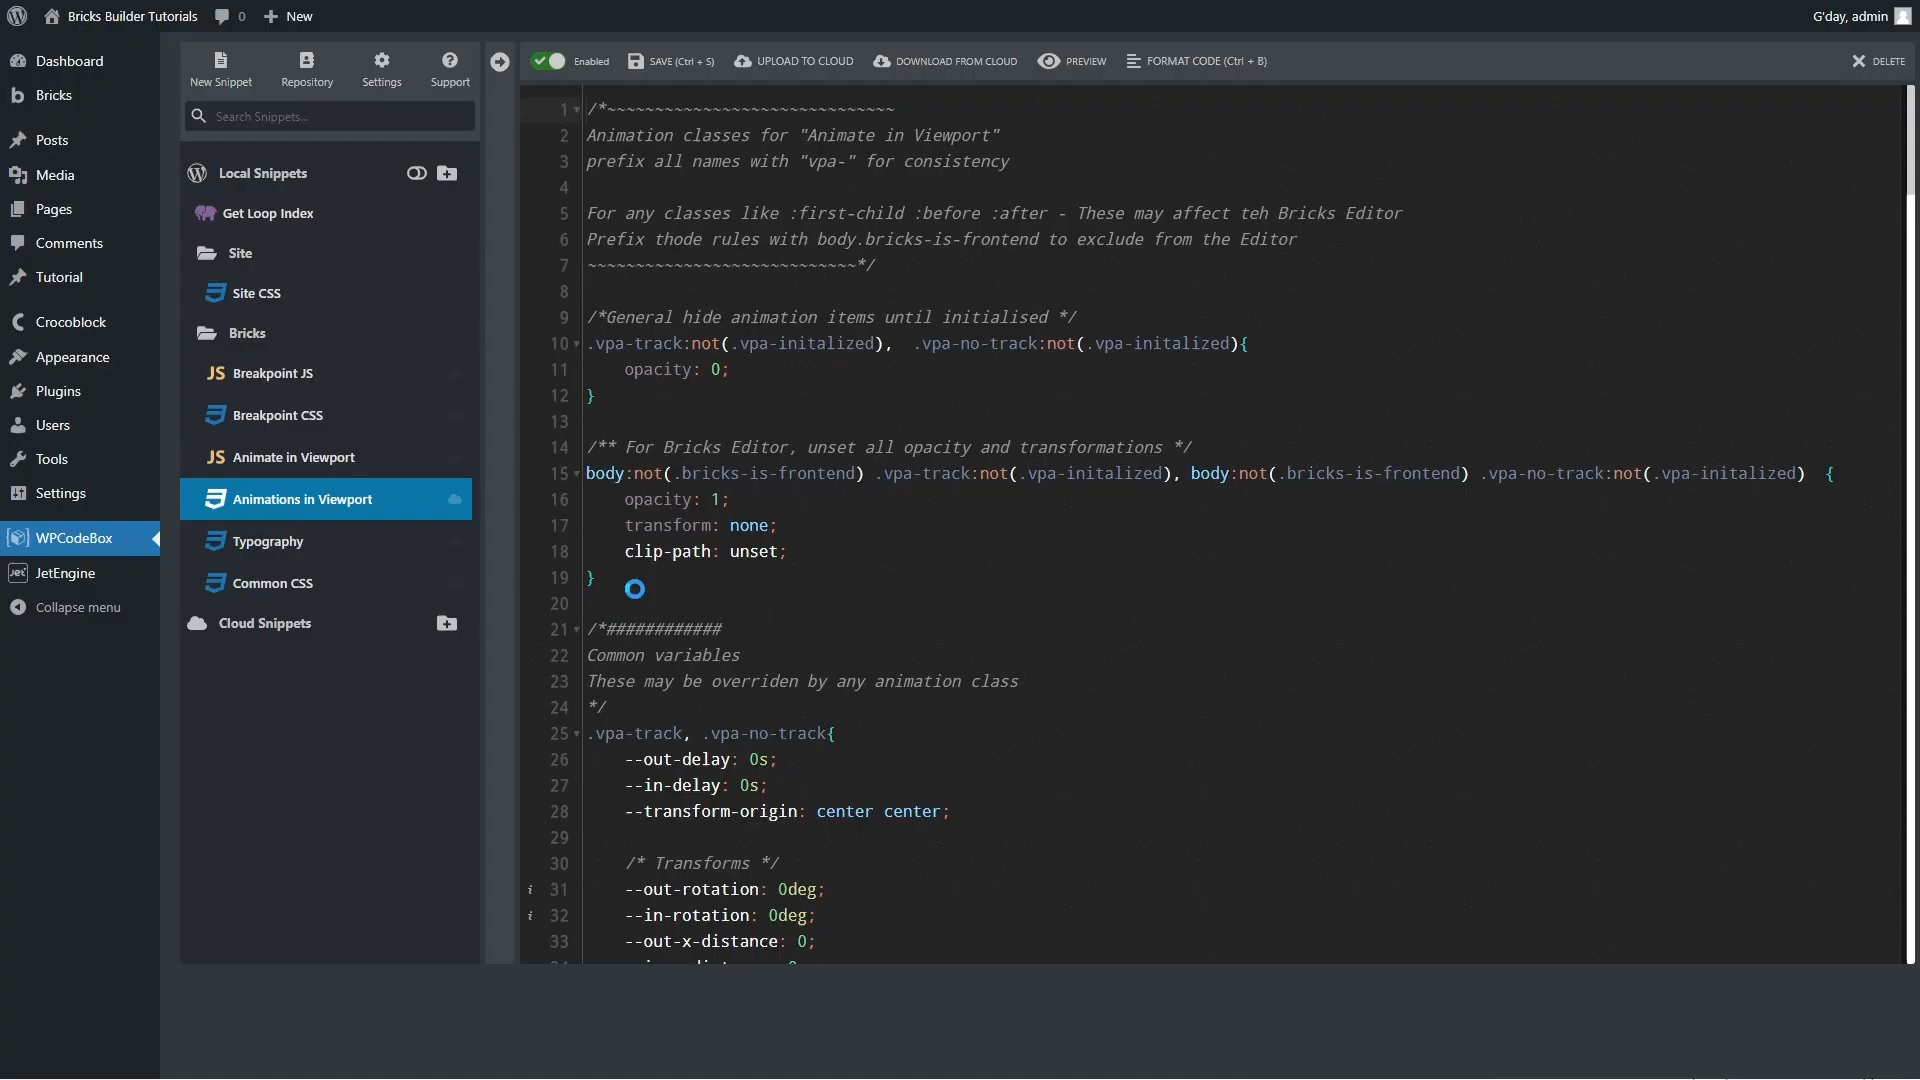 Bricks Builder Tutorials
0
New
G'day, admin
Dashboard
Bricks
Posts
Media
Pages
Comments
Tutorial
Crocoblock
Appearance
Plugins
Users
Tools
Settings
WPCodeBox
JetEngine
Collapse menu
New Snippet
Repository
Settings
Support
Search Snippets...
Local Snippets
Get Loop Index
Site
Site CSS
Bricks
JS Breakpoint JS
Breakpoint CSS
JS Animate in Viewport
Animations in Viewport
Typography
Common CSS
Cloud Snippets
Enabled
SAVE (Ctrl + S)
UPLOAD TO CLOUD
DOWNLOAD FROM CLOUD
PREVIEW
FORMAT CODE (Ctrl + B)
DELETE
1 /*~~~~~~~~~~~~~~~~~~~~~~~~~~~~~~
2 Animation classes for "Animate in Viewport"
3 prefix all names with "vpa-" for consistency
4
5 For any classes like :first-child :before :after - These may affect teh Bricks Editor
6 Prefix thode rules with body.bricks-is-frontend to exclude from the Editor
7 ~~~~~~~~~~~~~~~~~~~~~~~~~~~~*/
8
9 /*General hide animation items until initialised */
10 .vpa-track:not(.vpa-initalized),  .vpa-no-track:not(.vpa-initalized){
11 opacity: 0;
12 }
13
14 /** For Bricks Editor, unset all opacity and transformations */
15 body:not(.bricks-is-frontend) .vpa-track:not(.vpa-initalized), body:not(.bricks-is-frontend) .vpa-no-track:not(.vpa-initalized)  {
16 opacity: 1;
17 transform: none;
18 clip-path: unset;
19 }
20
21 /*############
22 Common variables
23 These may be overriden by any animation class
24 */
25 .vpa-track, .vpa-no-track{
26 --out-delay: 0s;
27 --in-delay: 0s;
28 --transform-origin: center center;
29
30 /* Transforms */
31 --out-rotation: 0deg;
32 --in-rotation: 0deg;
33 --out-x-distance: 0;